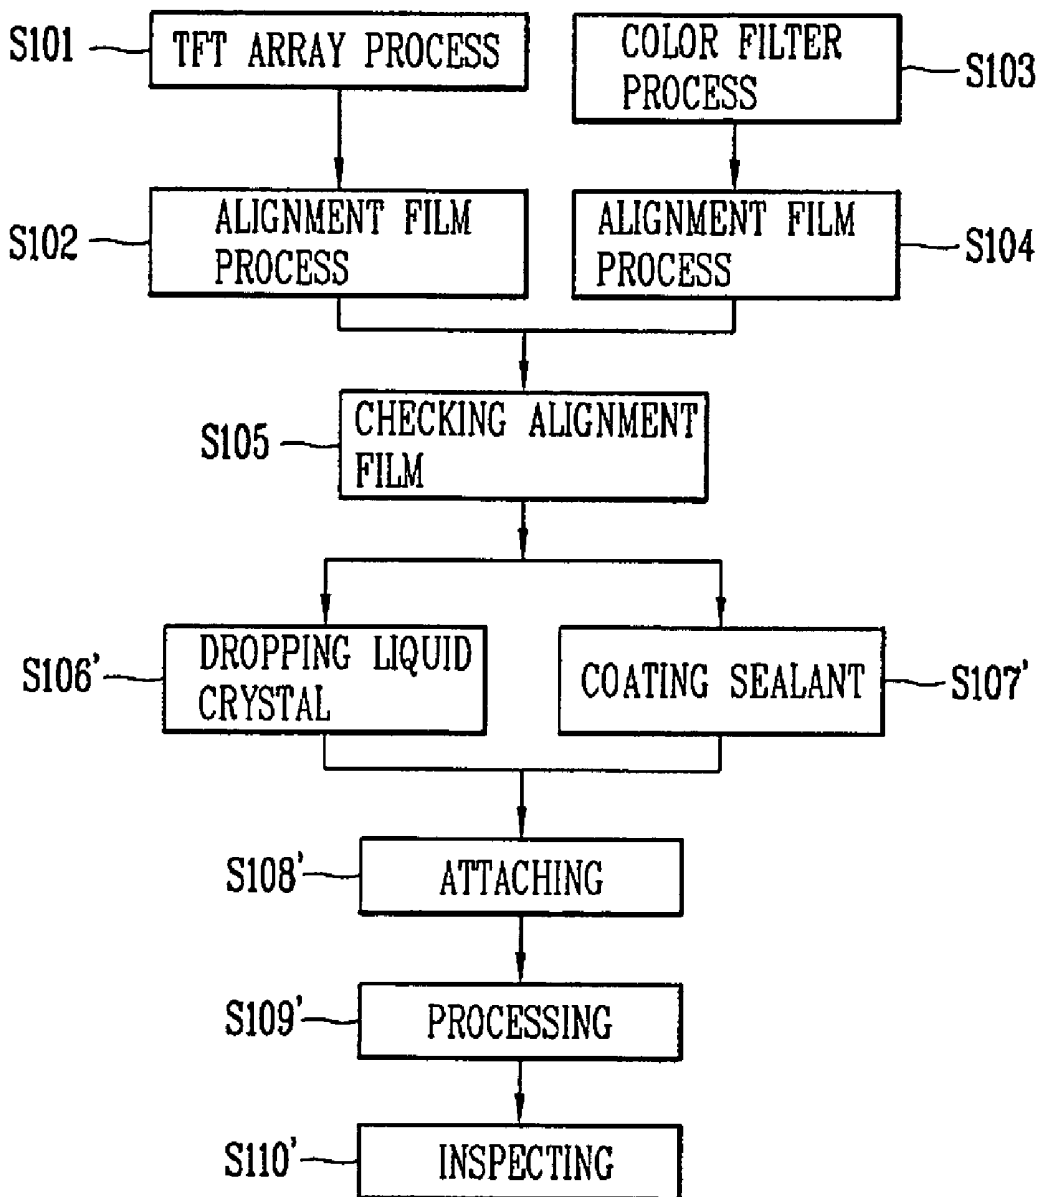 S101
TFT ARRAY PROCESS
COLOR FILTER
PROCESS
S103
S102
ALIGNMENT FILM
PROCESS
ALIGNMENT FILM
PROCESS
S104
S105
CHECKING ALIGNMENT
FILM
S106'
DROPPING LIQUID
CRYSTAL
COATING SEALANT
S107'
S108'
ATTACHING
S109'
PROCESSING
S110'
INSPECTING